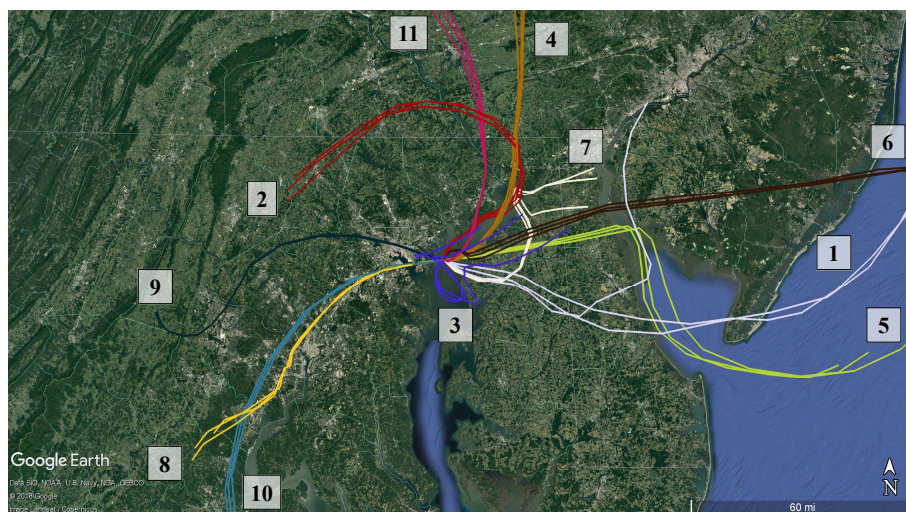 11
4
7
6
2
1
9
3
5
8
10
Google Earth
Data SIO, NOAA, U.S. Navy, NGA, GEBCO
© 2018 Google
Image Landsat / Copernicus
N
60 mi